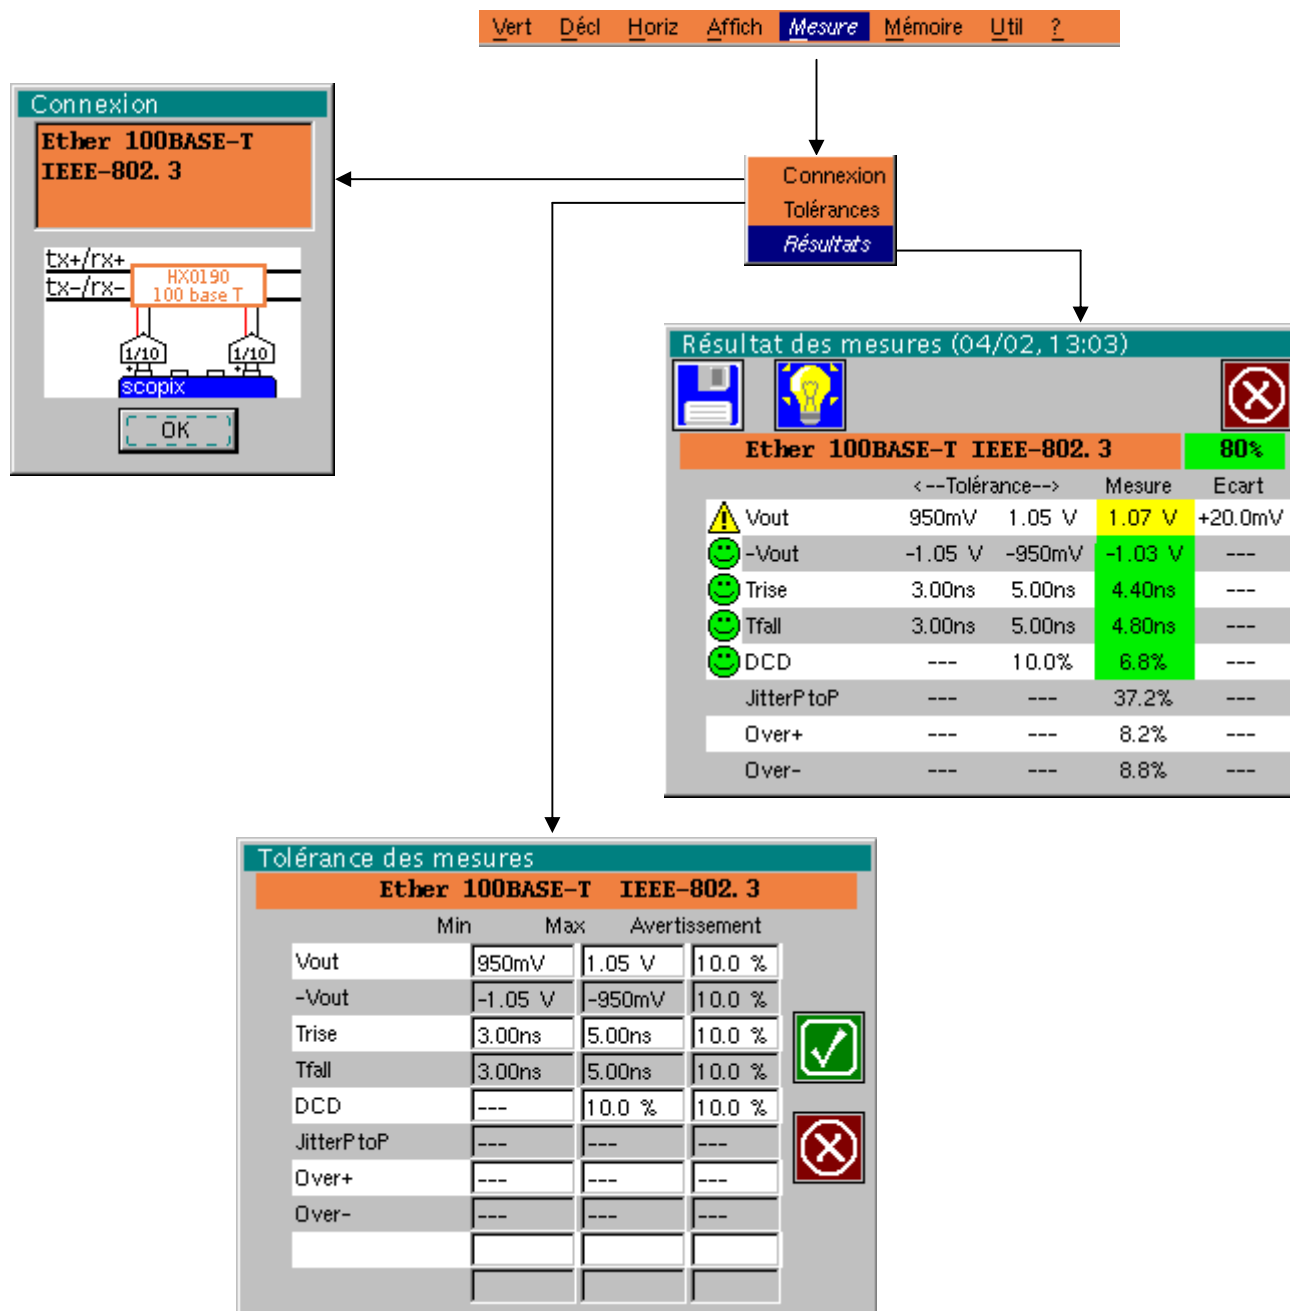 Vert Décl Horiz Affich Mesure Mémoire Util ?
Connexion
Ether 100BASE-T
IEEE-802.3
tx+/rx+
tx-/rx-
HX0190
100 base T
1/10 1/10
scopix
OK
Connexion
Tolérances
Résultats
Résultat des mesures (04/02, 13:03)
Ether 100BASE-T IEEE-802.3 80%
<--Tolérance--> Mesure Ecart
Vout 950mV 1.05 V 1.07 V +20.0mV
-Vout -1.05 V -950mV -1.03 V ---
Trise 3.00ns 5.00ns 4.40ns ---
Tfall 3.00ns 5.00ns 4.80ns ---
DCD --- 10.0% 6.8% ---
JitterPtoP --- --- 37.2% ---
Over+ --- --- 8.2% ---
Over- --- --- 8.8% ---
Tolérance des mesures
Ether 100BASE-T IEEE-802.3
Min Max Avertissement
Vout 950mV 1.05 V 10.0 %
-Vout -1.05 V -950mV 10.0 %
Trise 3.00ns 5.00ns 10.0 %
Tfall 3.00ns 5.00ns 10.0 %
DCD --- 10.0 % 10.0 %
JitterPtoP --- --- ---
Over+ --- --- ---
Over- --- --- ---